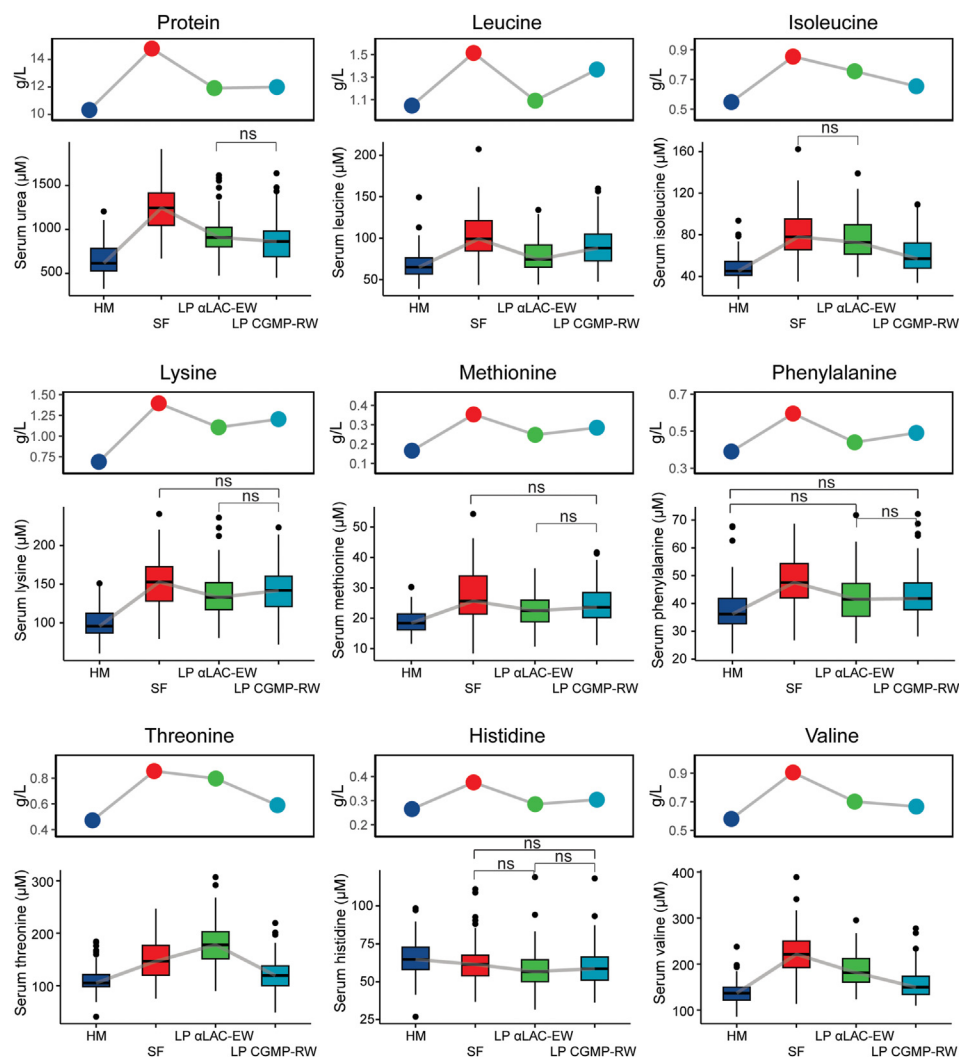 Protein
Leucine
Isoleucine
g/L
14
12
10
g/L
1.5
1.3
1.1
g/L
0.9
0.7
0.5
ns
Serum urea (µM)
1500
1000
500
HM
SF
LP αLAC-EW
LP CGMP-RW
Serum leucine (µM)
200
150
100
50
HM
SF
LP αLAC-EW
LP CGMP-RW
ns
Serum isoleucine (µM)
160
120
80
40
HM
SF
LP αLAC-EW
LP CGMP-RW
Lysine
Methionine
Phenylalanine
g/L
1.50
1.25
1.00
0.75
g/L
0.4
0.3
0.2
0.1
g/L
0.7
0.5
0.3
ns
ns
Serum lysine (µM)
200
150
100
HM
SF
LP αLAC-EW
LP CGMP-RW
ns
ns
Serum methionine (µM)
50
40
30
20
10
HM
SF
LP αLAC-EW
LP CGMP-RW
ns
ns
ns
Serum phenylalanine (µM)
70
60
50
40
30
20
HM
SF
LP αLAC-EW
LP CGMP-RW
Threonine
Histidine
Valine
g/L
0.8
0.6
0.4
g/L
0.4
0.3
0.2
g/L
0.9
0.7
0.5
Serum threonine (µM)
300
200
100
HM
SF
LP αLAC-EW
LP CGMP-RW
ns
ns
ns
Serum histidine (µM)
100
75
50
25
HM
SF
LP αLAC-EW
LP CGMP-RW
Serum valine (µM)
400
300
200
100
HM
SF
LP αLAC-EW
LP CGMP-RW